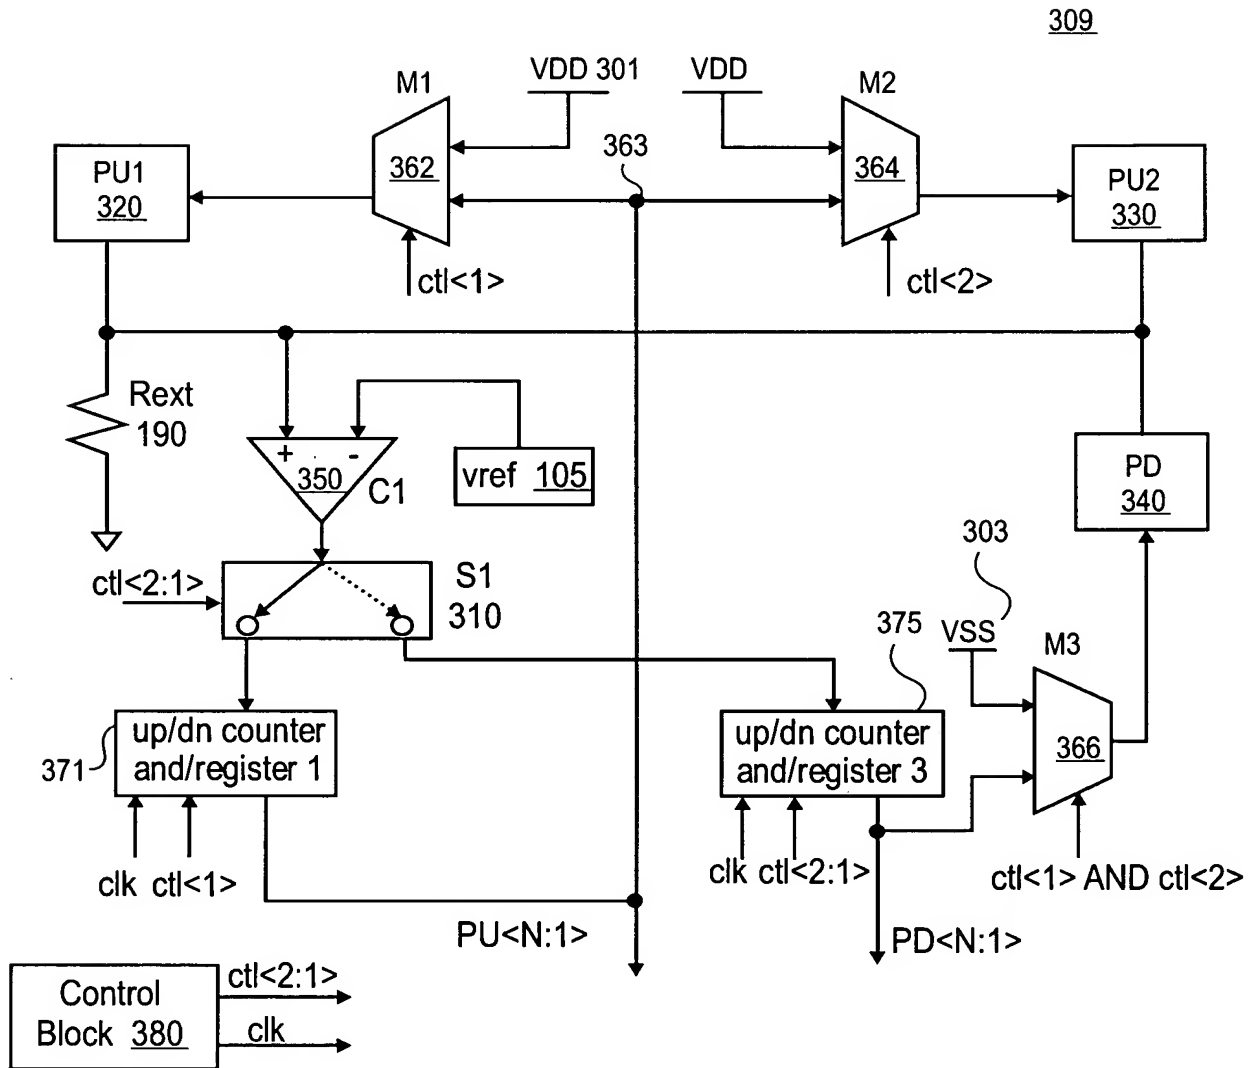 309
VDD 301
VDD
M1
M2
363
PU1
320
362
364
PU2
330
ctl<1>
ctl<2>
Rext
190
+ -
350
C1
vref 105
PD
340
303
ctl<2:1>
S1
310
375
VSS
M3
371
up/dn counter
and/register 1
up/dn counter
and/register 3
366
clk ctl<1>
clk ctl<2:1>
ctl<1> AND ctl<2>
PU<N:1>
PD<N:1>
Control
Block 380
ctl<2:1>
clk